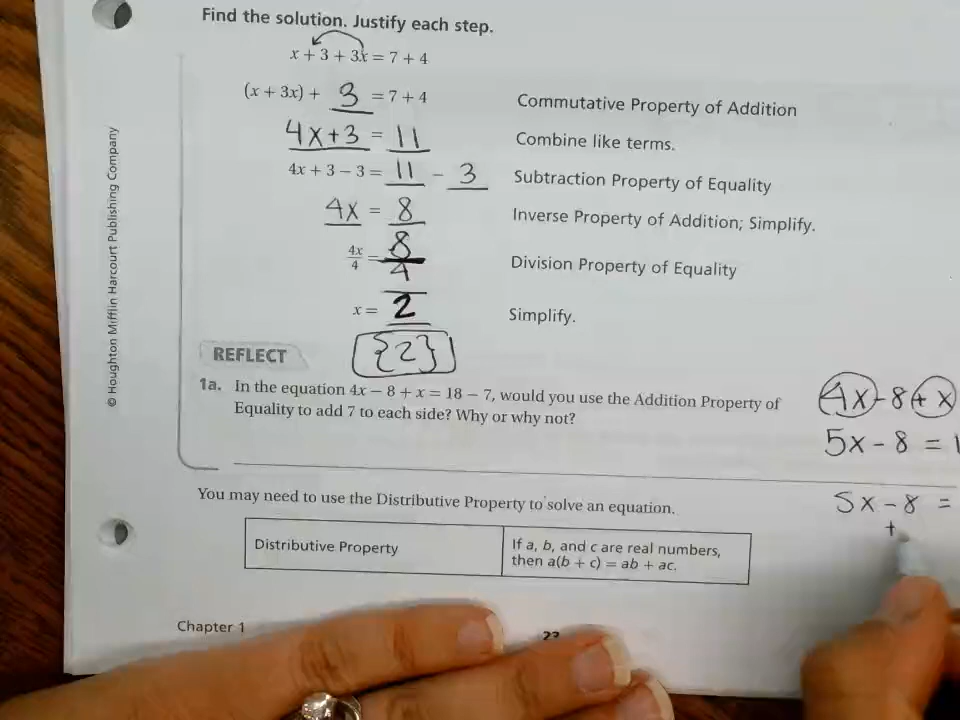 Find the solution. Justify each step.
x + 3 + 3x = 7 + 4
(x + 3x) + 3 = 7 + 4 Commutative Property of Addition
4x+3 = 11 Combine like terms.
4x + 3 − 3 = 11 − 3 Subtraction Property of Equality
4x = 8 Inverse Property of Addition; Simplify.
4x/4 = 8/4 Division Property of Equality
x = 2 Simplify.
{2}
REFLECT
1a. In the equation 4x − 8 + x = 18 − 7, would you use the Addition Property of
Equality to add 7 to each side? Why or why not?
4x - 8 + x
5x - 8 = 1
5x - 8 =
+
You may need to use the Distributive Property to solve an equation.
Distributive Property
If a, b, and c are real numbers,
then a(b + c) = ab + ac.
Chapter 1
© Houghton Mifflin Harcourt Publishing Company